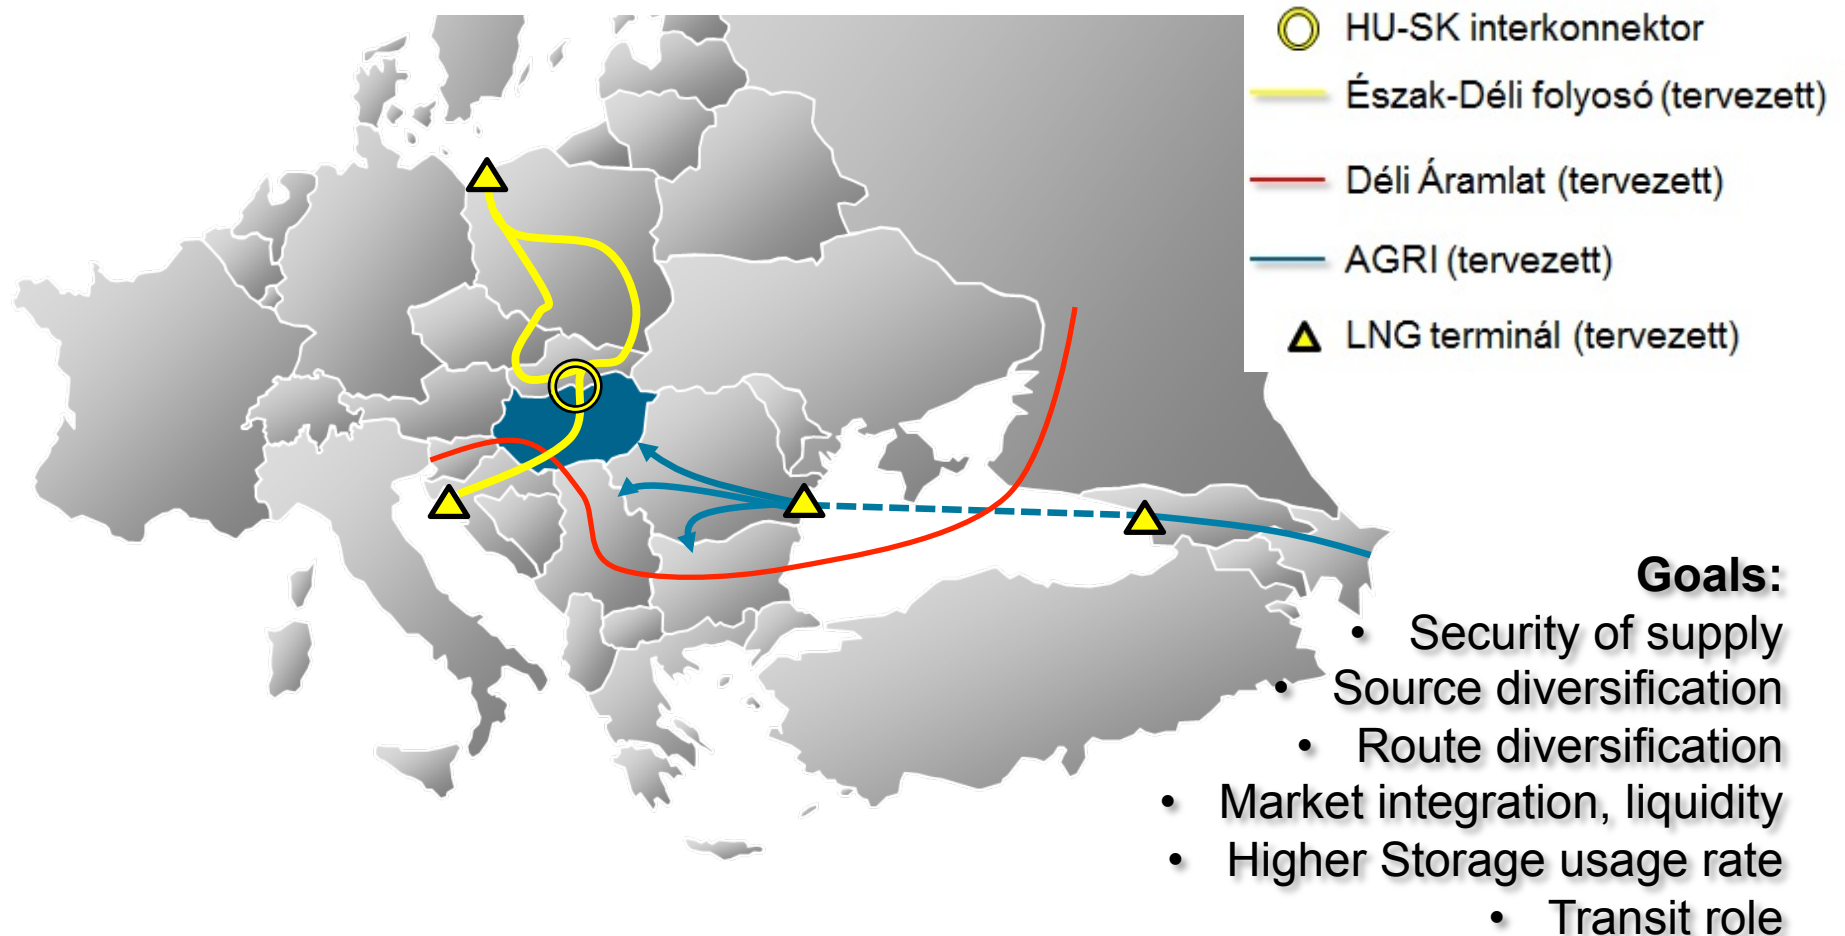 HU-SK interkonnektor
Észak-Déli folyosó (tervezett)
Déli Áramlat (tervezett)
AGRI (tervezett)
LNG terminál (tervezett)
Goals:
• Security of supply
• Source diversification
• Route diversification
• Market integration, liquidity
• Higher Storage usage rate
• Transit role